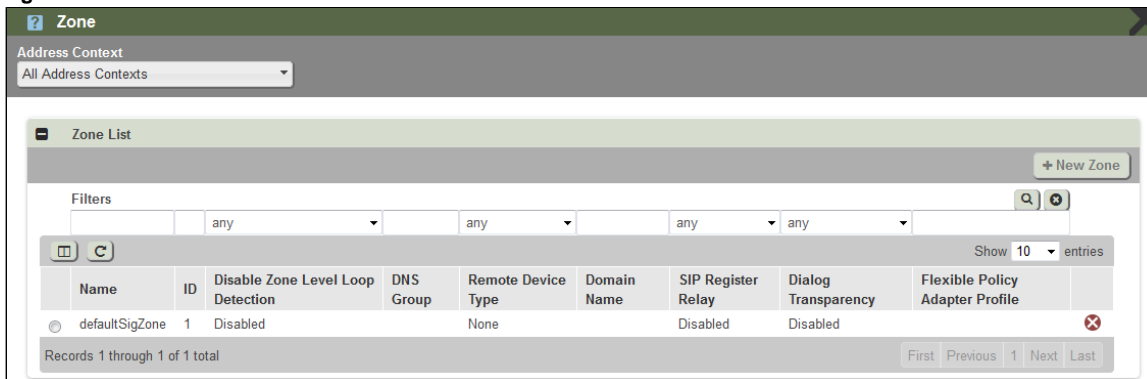 Zone
Address Context
All Address Contexts
Zone List
+ New Zone
Filters
any any any any
Show 10 entries
Name ID Disable Zone Level Loop Detection DNS Group Remote Device Type Domain Name SIP Register Relay Dialog Transparency Flexible Policy Adapter Profile
defaultSigZone 1 Disabled None Disabled Disabled
Records 1 through 1 of 1 total
First Previous 1 Next Last